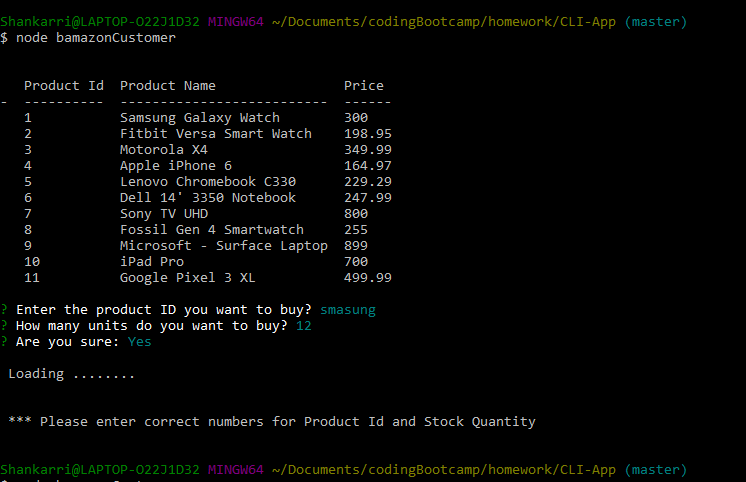 Shankarri@LAPTOP-O22J1D32 MINGW64 ~/Documents/codingBootcamp/homework/CLI-App (master)
$ node bamazonCustomer
Product Id  Product Name                Price
-  ----------  --------------------------  ------
1           Samsung Galaxy Watch        300
2           Fitbit Versa Smart Watch    198.95
3           Motorola X4                 349.99
4           Apple iPhone 6              164.97
5           Lenovo Chromebook C330      229.29
6           Dell 14' 3350 Notebook      247.99
7           Sony TV UHD                 800
8           Fossil Gen 4 Smartwatch     255
9           Microsoft - Surface Laptop  899
10          iPad Pro                    700
11          Google Pixel 3 XL           499.99
? Enter the product ID you want to buy? smasung
? How many units do you want to buy? 12
? Are you sure: Yes
Loading ........
*** Please enter correct numbers for Product Id and Stock Quantity
Shankarri@LAPTOP-O22J1D32 MINGW64 ~/Documents/codingBootcamp/homework/CLI-App (master)